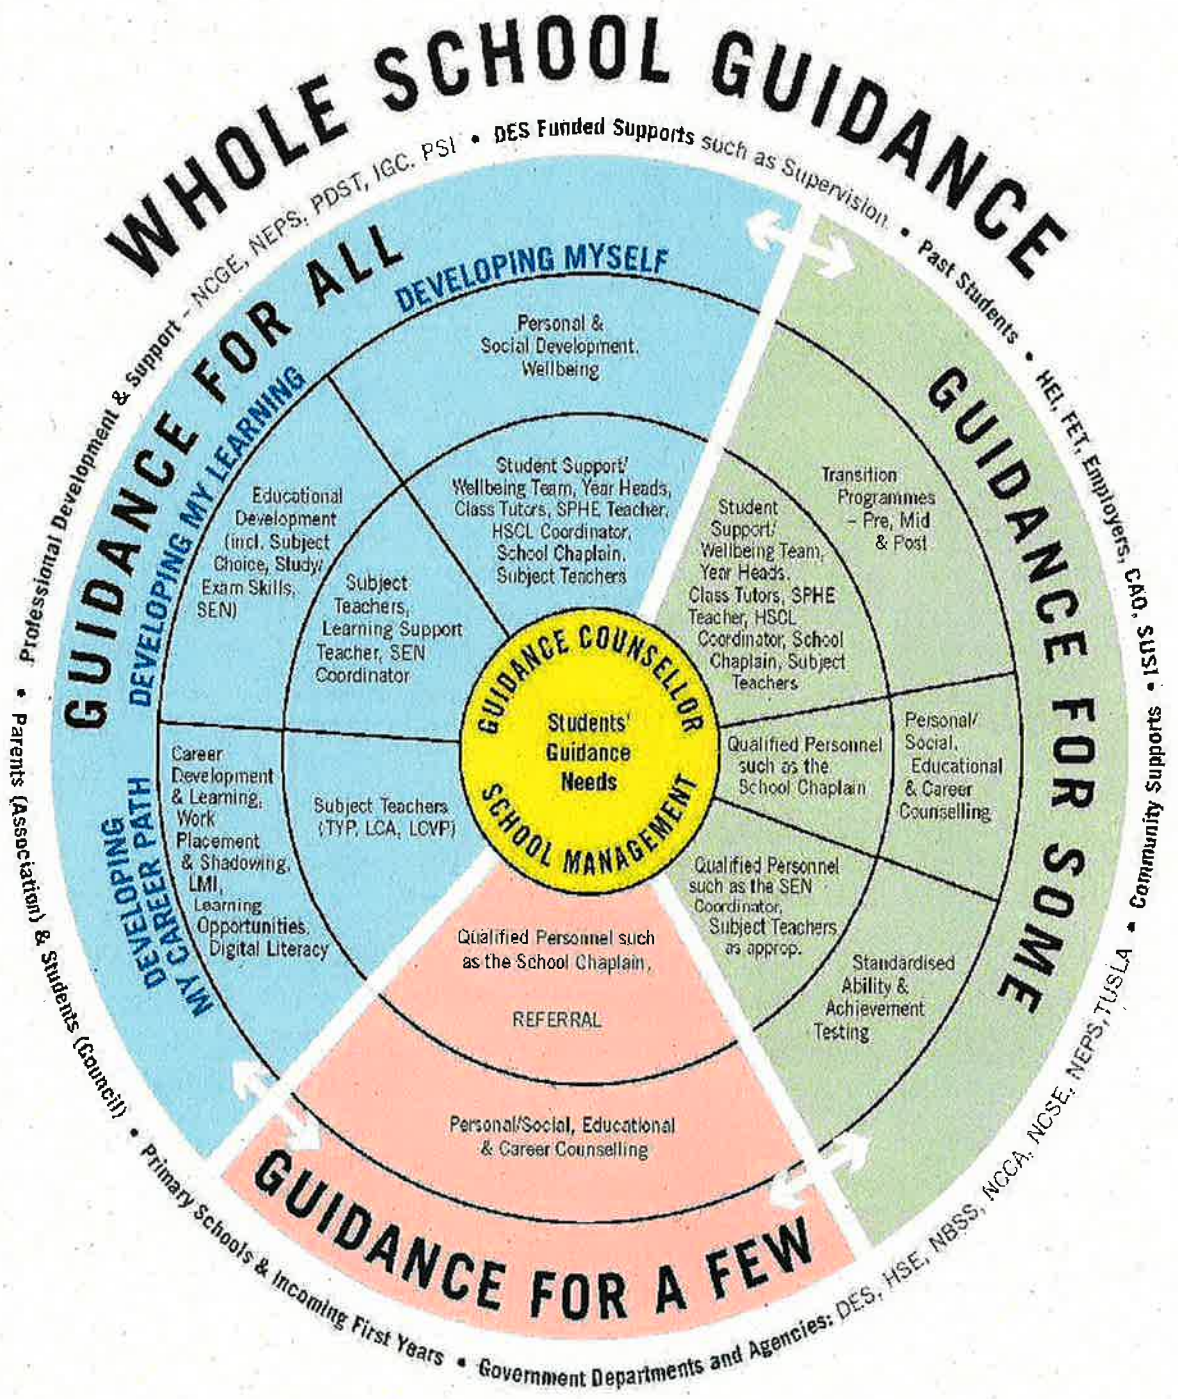 WHOLE SCHOOL GUIDANCE
Professional Development & Support – NCGE, NEPS, PDST, IGC, PSI • DES Funded Supports such as Supervision • Past Students • HEI, FET, Employers, CAO, SUSI • Community Supports •
Government Departments and Agencies: DES, HSE, NBSS, NCCA, NCSE, NEPS, TUSLA •
Primary Schools & Incoming First Years •
Parents (Association) & Students (Council) •
GUIDANCE FOR ALL
DEVELOPING MYSELF
Personal &
Social Development,
Wellbeing
Student Support/
Wellbeing Team, Year Heads,
Class Tutors, SPHE Teacher,
HSCL Coordinator,
School Chaplain,
Subject Teachers
DEVELOPING MY LEARNING
Educational
Development
(incl. Subject
Choice, Study/
Exam Skills,
SEN)
Subject
Teachers,
Learning Support
Teacher, SEN
Coordinator
DEVELOPING
MY CAREER PATH
Career
Development
& Learning,
Work
Placement
& Shadowing,
LMI,
Learning
Opportunities,
Digital Literacy
Subject Teachers
(TYP, LCA, LCVP)
GUIDANCE COUNSELLOR
Students'
Guidance
Needs
SCHOOL MANAGEMENT
GUIDANCE FOR SOME
Transition
Programmes
– Pre, Mid
& Post
Student
Support/
Wellbeing Team,
Year Heads,
Class Tutors, SPHE
Teacher, HSCL
Coordinator, School
Chaplain, Subject
Teachers
Personal/
Social,
Educational
& Career
Counselling
Qualified Personnel
such as the
School Chaplain
Qualified Personnel
such as the SEN
Coordinator,
Subject Teachers
as approp.
Standardised
Ability &
Achievement
Testing
Qualified Personnel such
as the School Chaplain,
REFERRAL
Personal/Social, Educational
& Career Counselling
GUIDANCE FOR A FEW